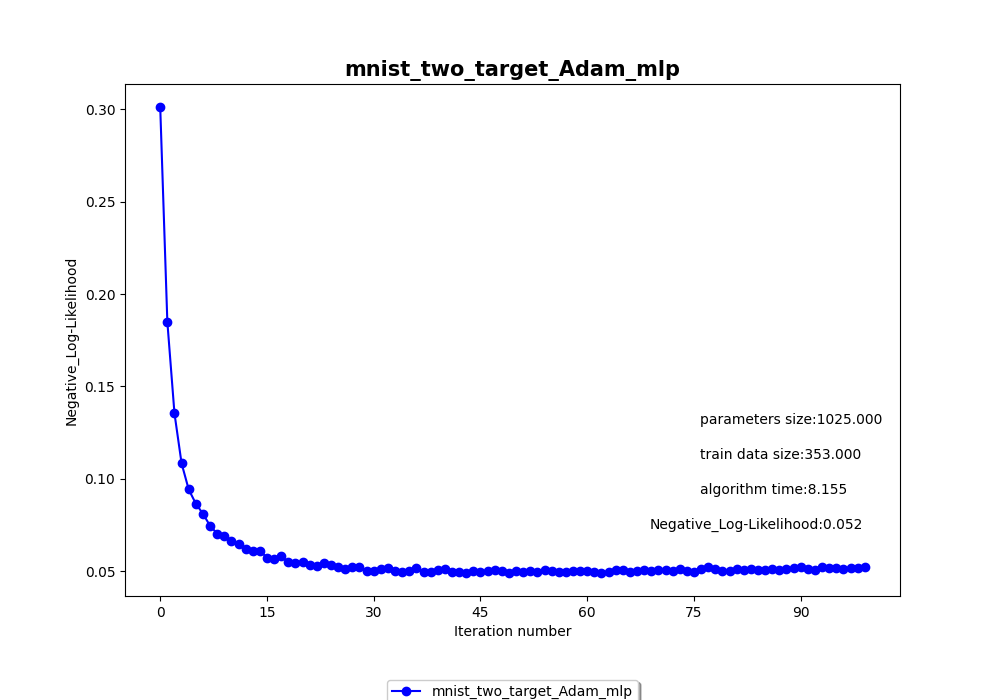 mnist_two_target_Adam_mlp
0.30
0.25
0.20
0.15
0.10
0.05
Negative_Log-Likelihood
parameters size:1025.000
train data size:353.000
algorithm time:8.155
Negative_Log-Likelihood:0.052
0 15 30 45 60 75 90
Iteration number
mnist_two_target_Adam_mlp